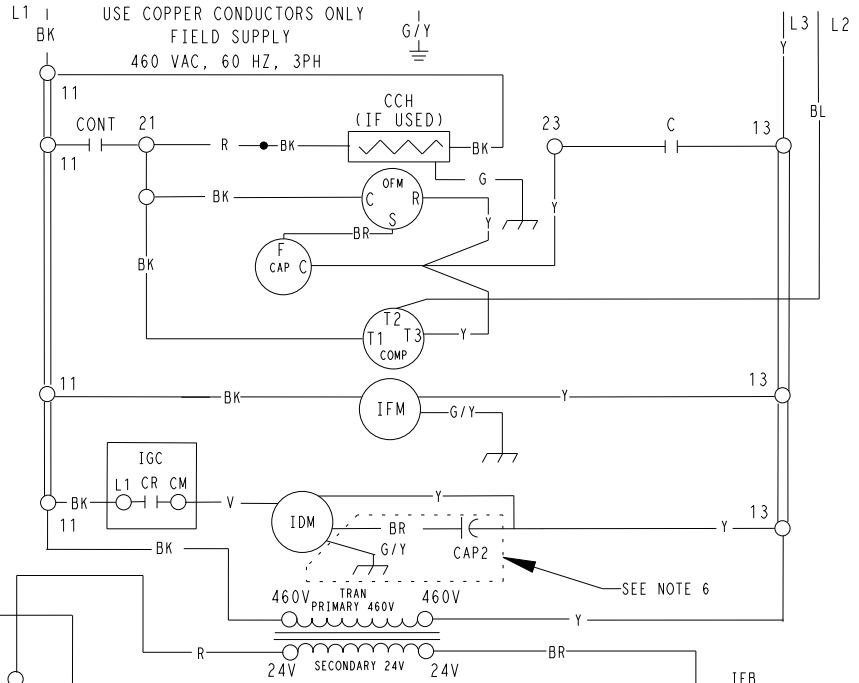 L1 USE COPPER CONDUCTORS ONLY L3 L2
BK FIELD SUPPLY G/Y Y
460 VAC, 60 HZ, 3PH
11
CCH
(IF USED)
BL
CONT 21 23 C 13
R BK BK
11
G
OFM
BK C R
S
Y Y
BR
F
CAP C
BK
T2
T1 T3 Y
COMP
11 13
BK Y
IFM G/Y
IGC
L1 CR CM
BK V Y
11 IDM BR Y 13
G/Y CAP2
BK
SEE NOTE 6
460V TRAN 460V
PRIMARY 460V
Y
R BR
24V SECONDARY 24V 24V
IFB